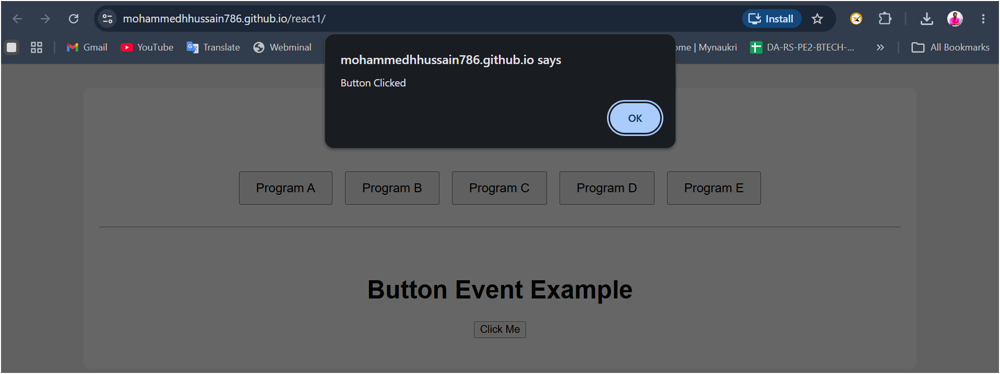 mohammedhhussain786.github.io/react1/
Install
Gmail
YouTube
Translate
Webminal
| Mynaukri
DA-RS-PE2-BTECH-...
All Bookmarks
mohammedhhussain786.github.io says
Button Clicked
OK
Program A
Program B
Program C
Program D
Program E
Button Event Example
Click Me